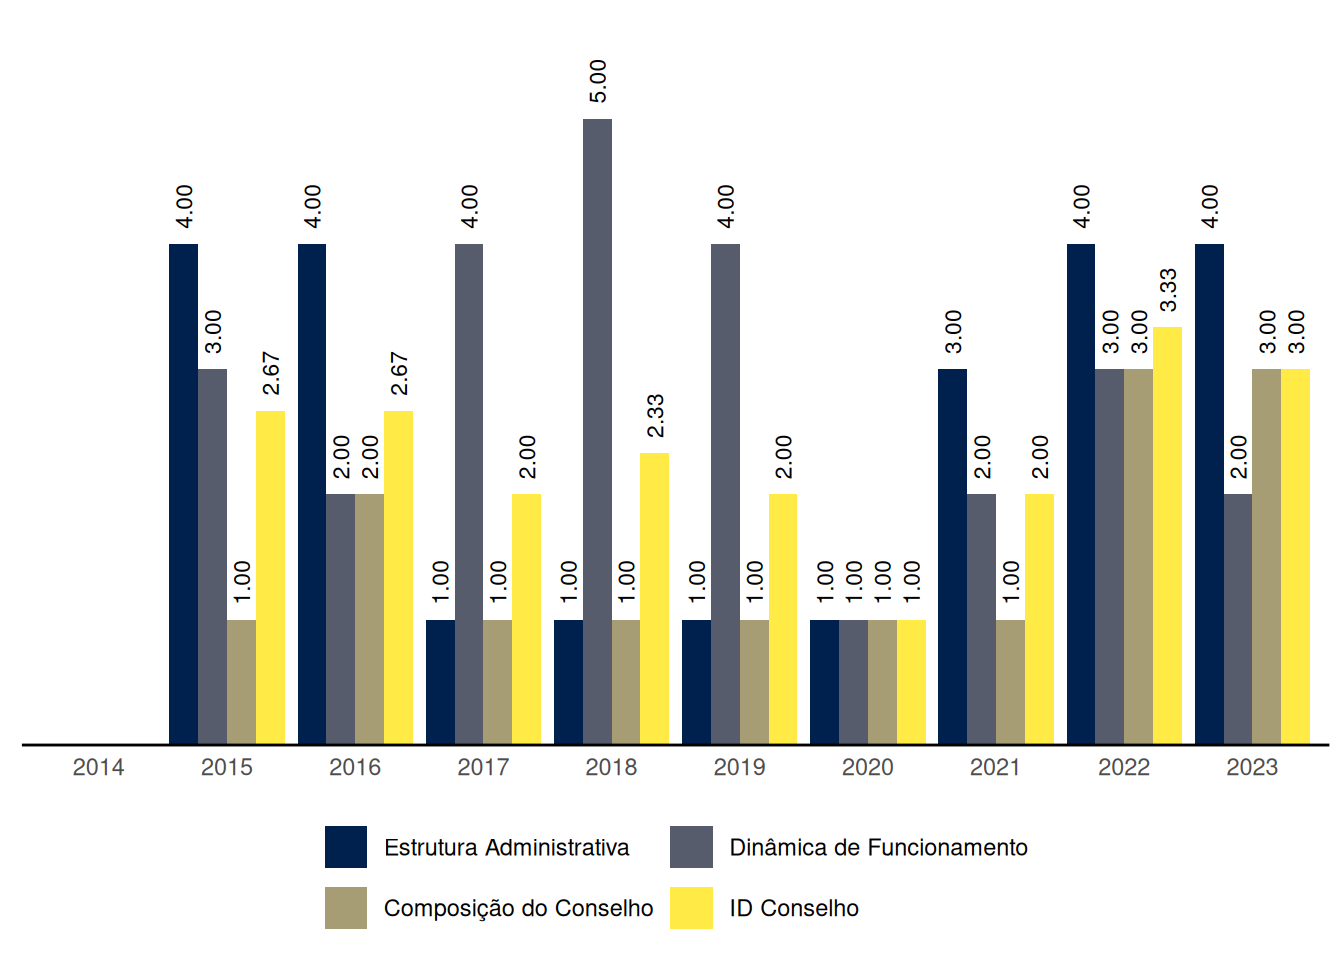 5.00
4.00 4.00 4.00 4.00 4.00 4.00
3.33
3.00 3.00 3.00 3.00 3.00 3.00
2.67 2.67
2.33
2.00 2.00 2.00 2.00 2.00 2.00 2.00
1.00 1.00 1.00 1.00 1.00 1.00 1.00 1.00 1.00 1.00 1.00 1.00
2014 2015 2016 2017 2018 2019 2020 2021 2022 2023
Estrutura Administrativa Dinâmica de Funcionamento
Composição do Conselho ID Conselho